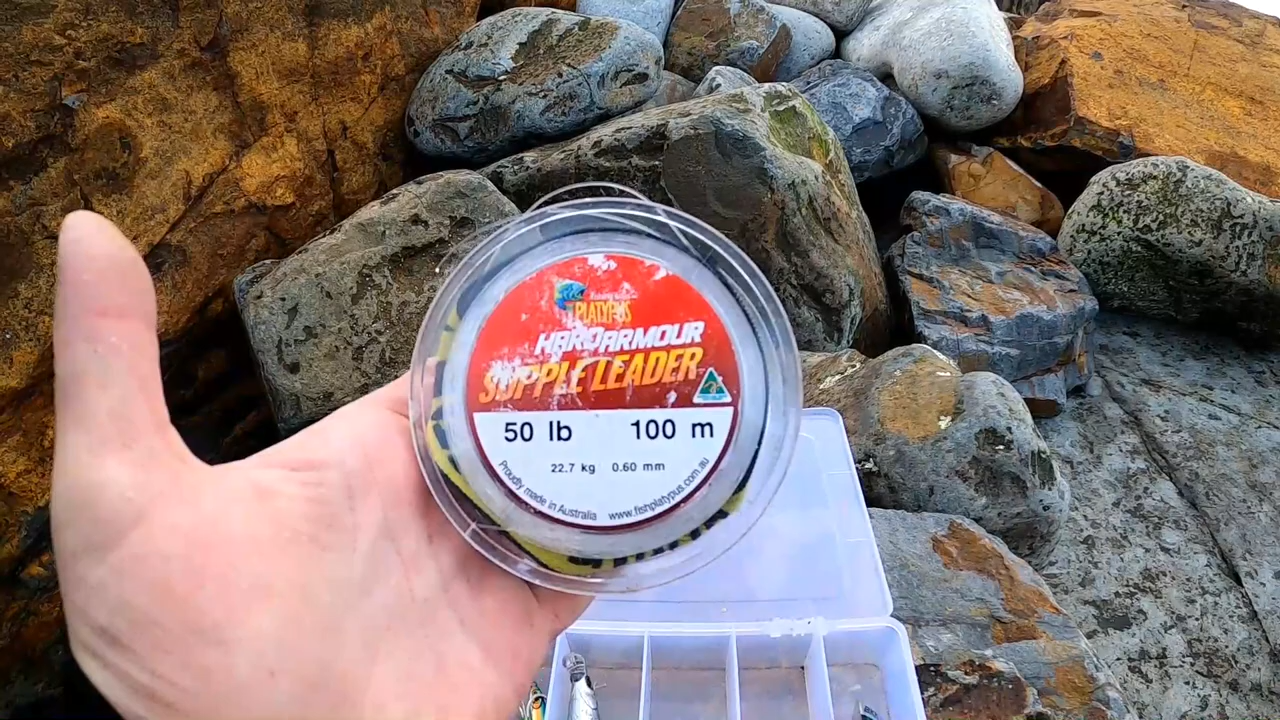 PLATYPUS
HARD ARMOUR
SUPPLE LEADER
50 lb 100 m
22.7 kg 0.60 mm
Proudly made in Australia www.fishplatypus.com.au